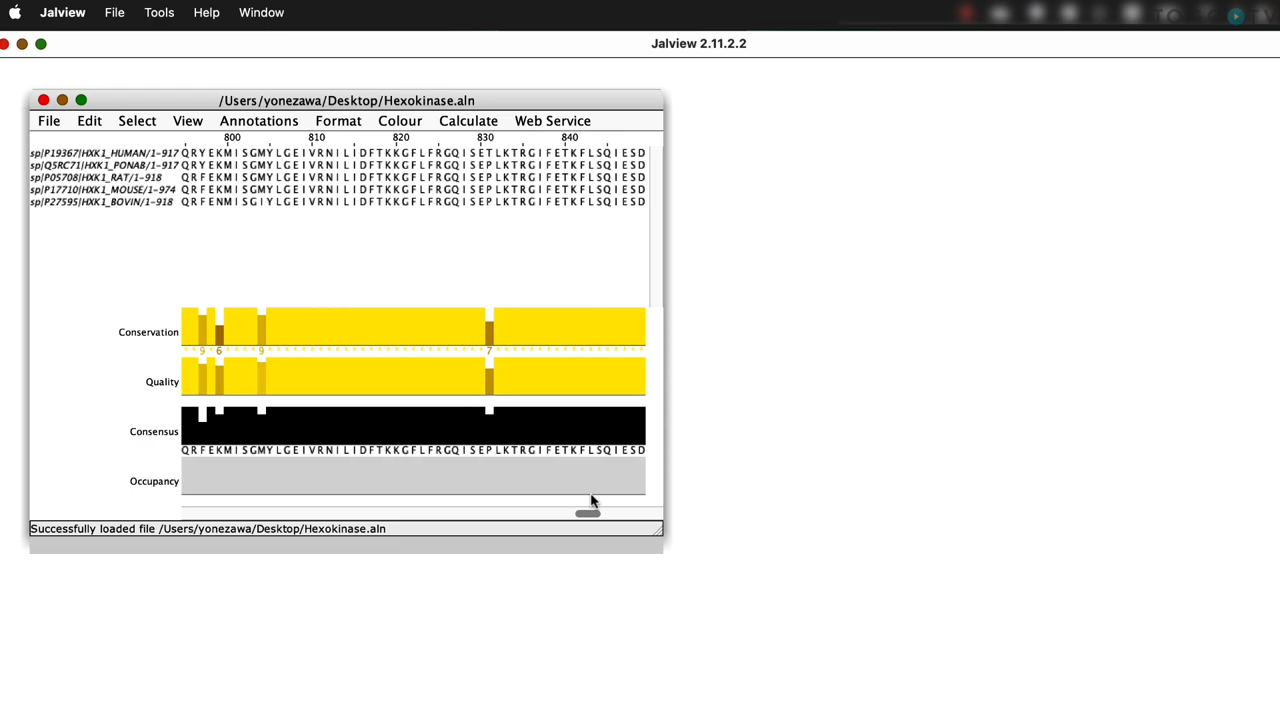 Jalview File Tools Help Window
Jalview 2.11.2.2
/Users/yonezawa/Desktop/Hexokinase.aln
File Edit Select View Annotations Format Colour Calculate Web Service
800 810 820 830 840
sp|P19367|HXK1_HUMAN/1-917 QRYEKMISGMYLGEIVRNILIDFTKKGFLFRGQISETLKTRGIFETKFLSQIESD
sp|Q5RC71|HXK1_PONAB/1-917 QRYEKMISGMYLGEIVRNILIDFTKKGFLFRGQISEPLKTRGIFETKFLSQIESD
sp|P05708|HXK1_RAT/1-918 QRFEKMISGMYLGEIVRNILIDFTKKGFLFRGQISEPLKTRGIFETKFLSQIESD
sp|P17710|HXK1_MOUSE/1-974 QRFEKMISGMYLGEIVRNILIDFTKKGFLFRGQISEPLKTRGIFETKFLSQIESD
sp|P27595|HXK1_BOVIN/1-918 QRFENMISGIYLGEIVRNILIDFTKKGFLFRGQISEPLKTRGIFETKFLSQIESD
Conservation
**9*6****9**************************7******************
Quality
Consensus
QRFEKMISGMYLGEIVRNILIDFTKKGFLFRGQISEPLKTRGIFETKFLSQIESD
Occupancy
Successfully loaded file /Users/yonezawa/Desktop/Hexokinase.aln